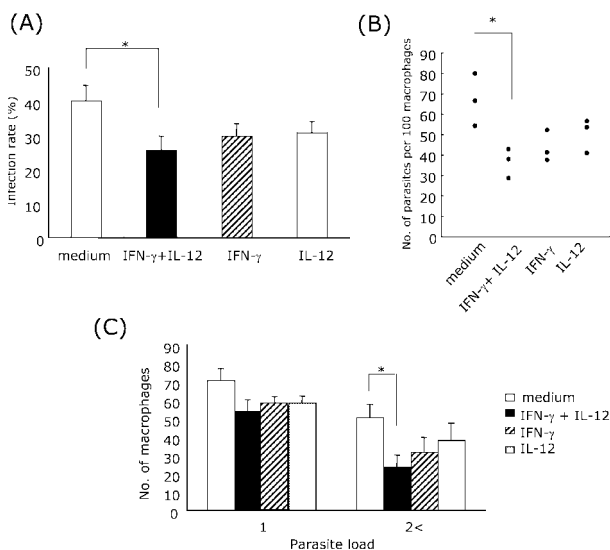 (A)
*
50
40
30
20
10
0
Infection rate (%)
medium IFN-γ+IL-12 IFN-γ IL-12
(B)
*
90
80
70
60
50
40
30
20
10
0
No. of parasites per 100 macrophages
medium
IFN-γ+ IL-12
IFN-γ
IL-12
(C)
90
80
70
60
50
40
30
20
10
0
No. of macrophages
*
1 2<
Parasite load
medium
IFN-γ + IL-12
IFN-γ
IL-12